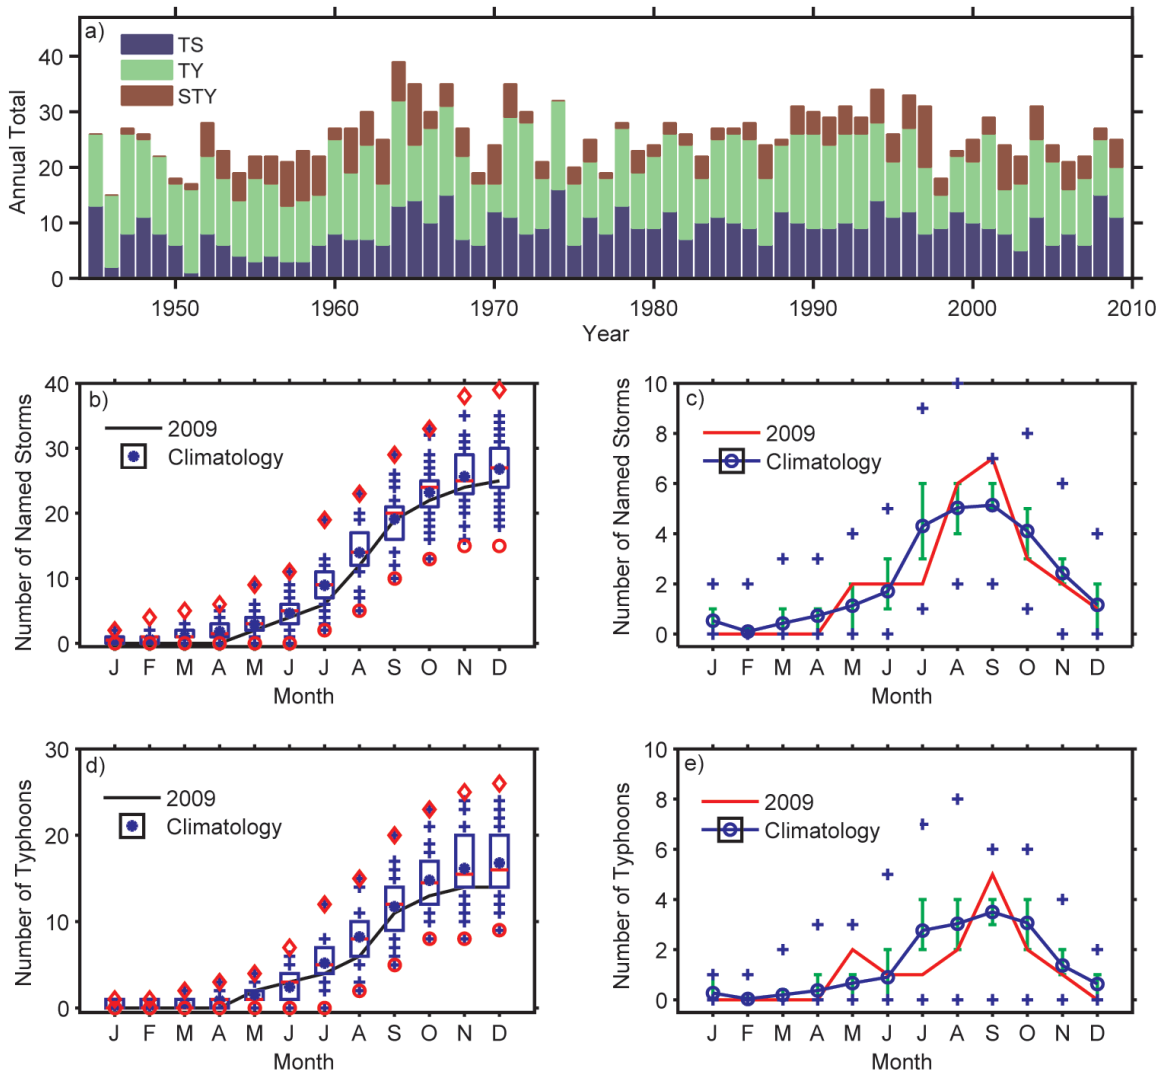 a)
TS
TY
STY
Annual Total
40
30
20
10
0
1950 1960 1970 1980 1990 2000 2010
Year
b)
2009
Climatology
Number of Named Storms
40
30
20
10
0
J F M A M J J A S O N D
Month
c)
2009
Climatology
Number of Named Storms
10
8
6
4
2
0
J F M A M J J A S O N D
Month
d)
2009
Climatology
Number of Typhoons
30
20
10
0
J F M A M J J A S O N D
Month
e)
2009
Climatology
Number of Typhoons
10
8
6
4
2
0
J F M A M J J A S O N D
Month